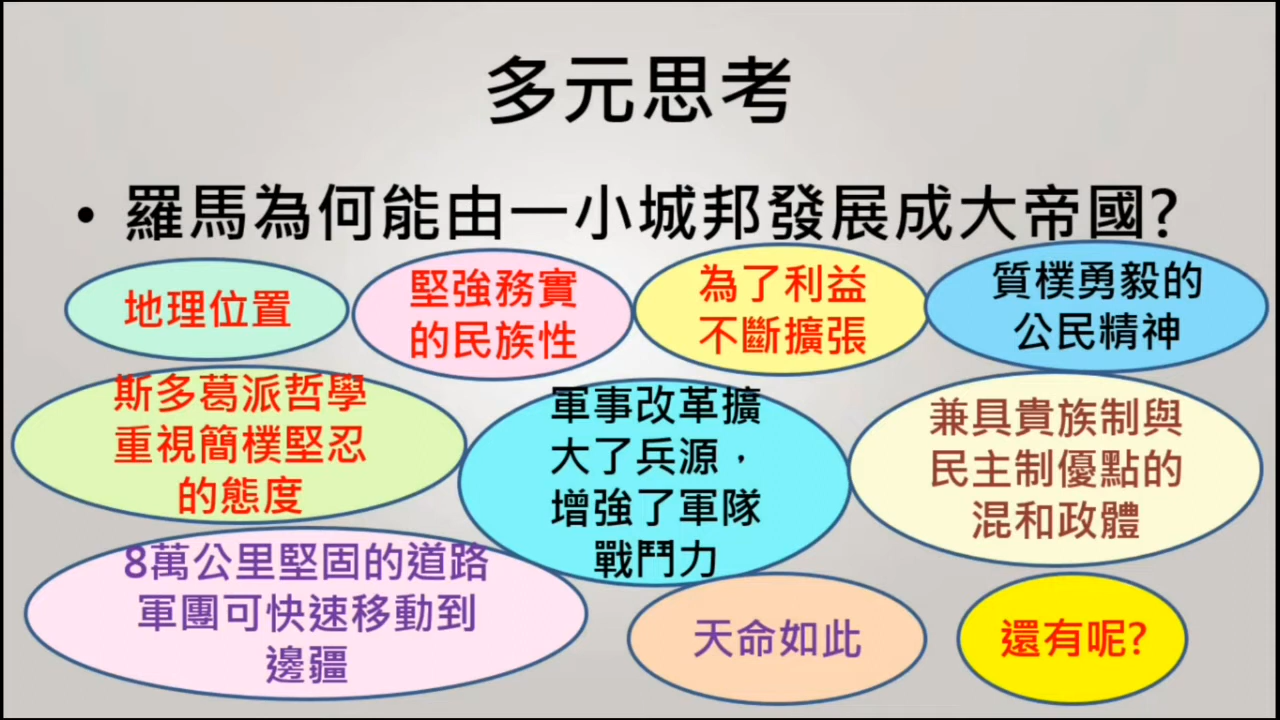 多元思考
• 羅馬為何能由一小城邦發展成大帝國?
地理位置
堅強務實
的民族性
為了利益
不斷擴張
質樸勇毅的
公民精神
斯多葛派哲學
重視簡樸堅忍
的態度
軍事改革擴
大了兵源，
增強了軍隊
戰鬥力
兼具貴族制與
民主制優點的
混和政體
8萬公里堅固的道路
軍團可快速移動到
邊疆
天命如此
還有呢?